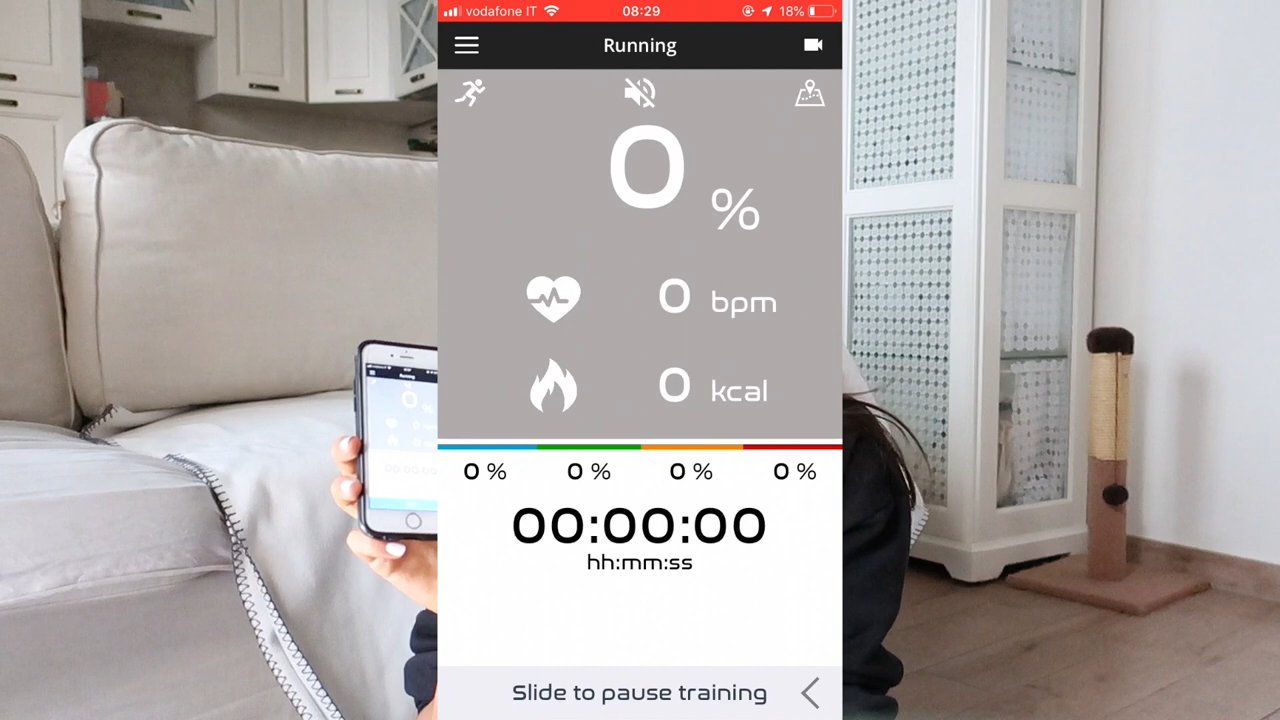 vodafone IT 08:29 18%
Running
0 %
0 bpm
0 kcal
0 % 0 % 0 % 0 %
00:00:00
hh:mm:ss
Slide to pause training
Running